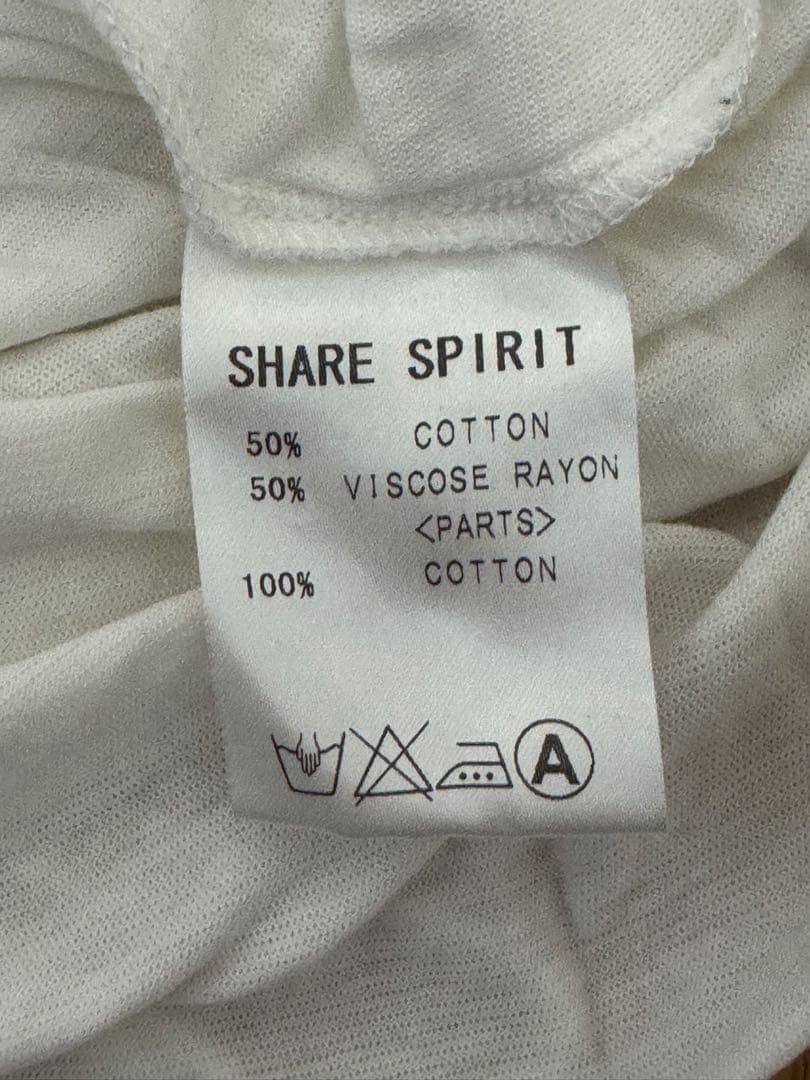 SHARE SPIRIT
50% COTTON
50% VISCOSE RAYON
<PARTS>
100% COTTON
A